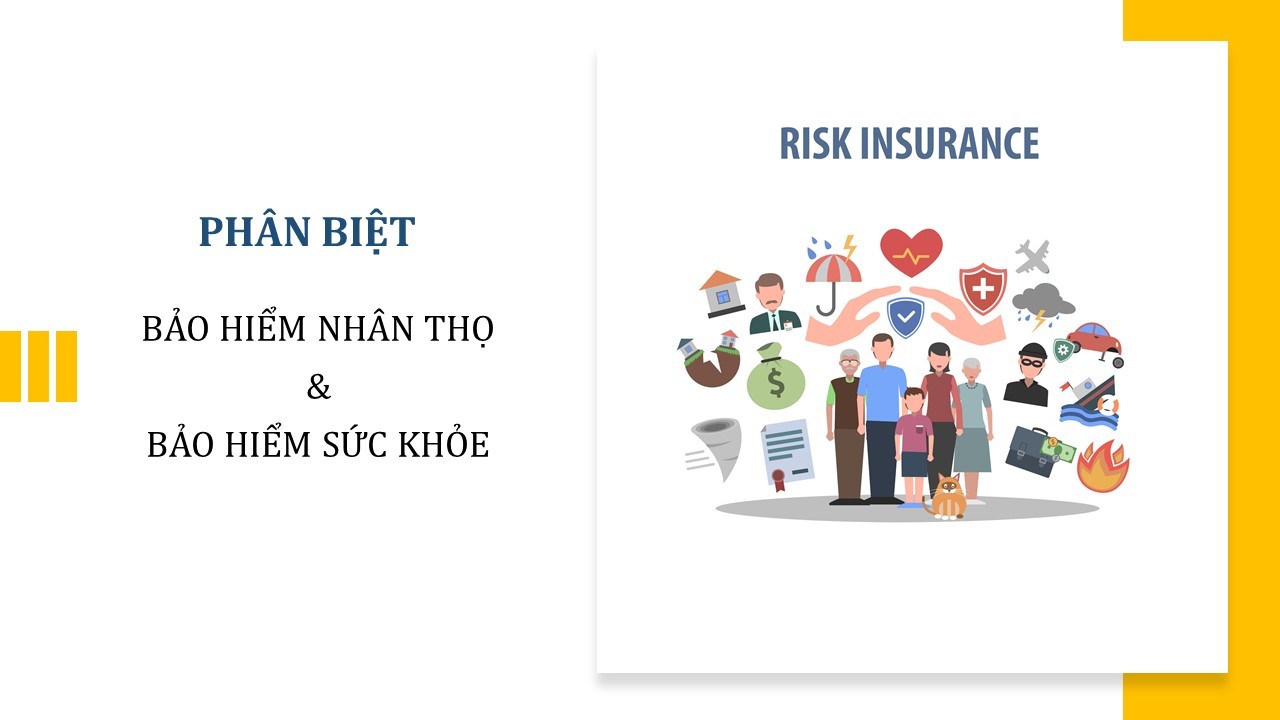 PHÂN BIỆT
BẢO HIỂM NHÂN THỌ
&
BẢO HIỂM SỨC KHỎE
RISK INSURANCE
$